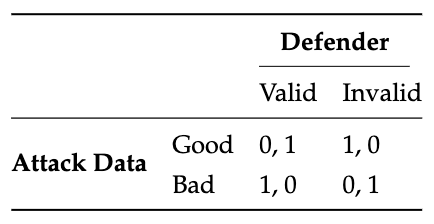 Defender
Valid Invalid
Attack Data Good 0, 1 1, 0
Bad 1, 0 0, 1